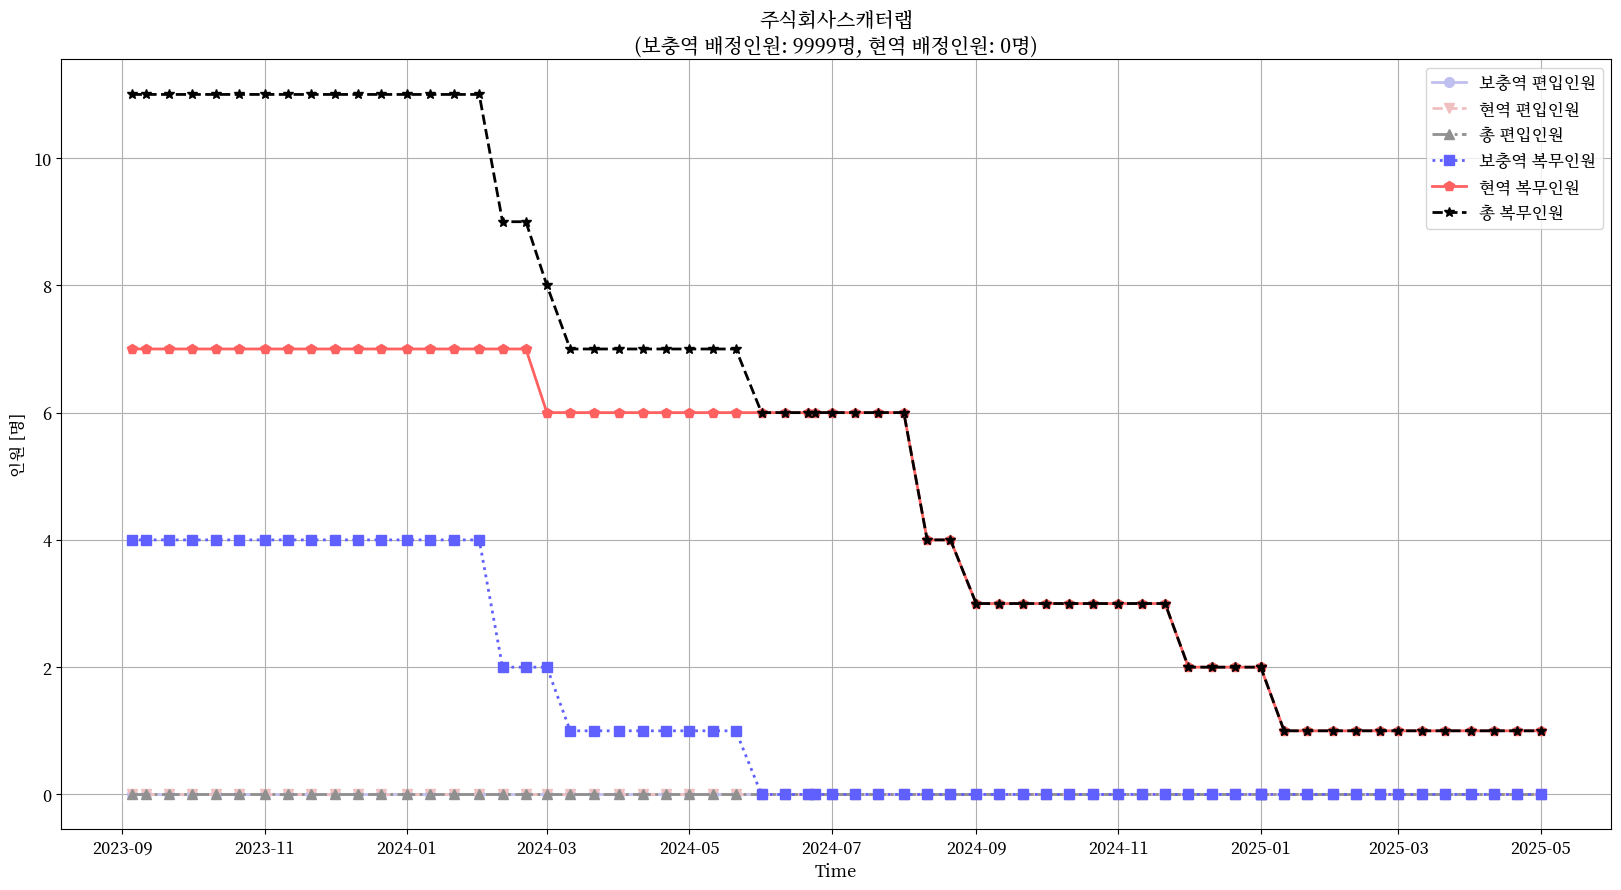 주식회사스캐터랩
(보충역 배정인원: 9999명, 현역 배정인원: 0명)
보충역 편입인원
현역 편입인원
총 편입인원
보충역 복무인원
현역 복무인원
총 복무인원
인원 [명]
10
8
6
4
2
0
2023-09
2023-11
2024-01
2024-03
2024-05
2024-07
2024-09
2024-11
2025-01
2025-03
2025-05
Time